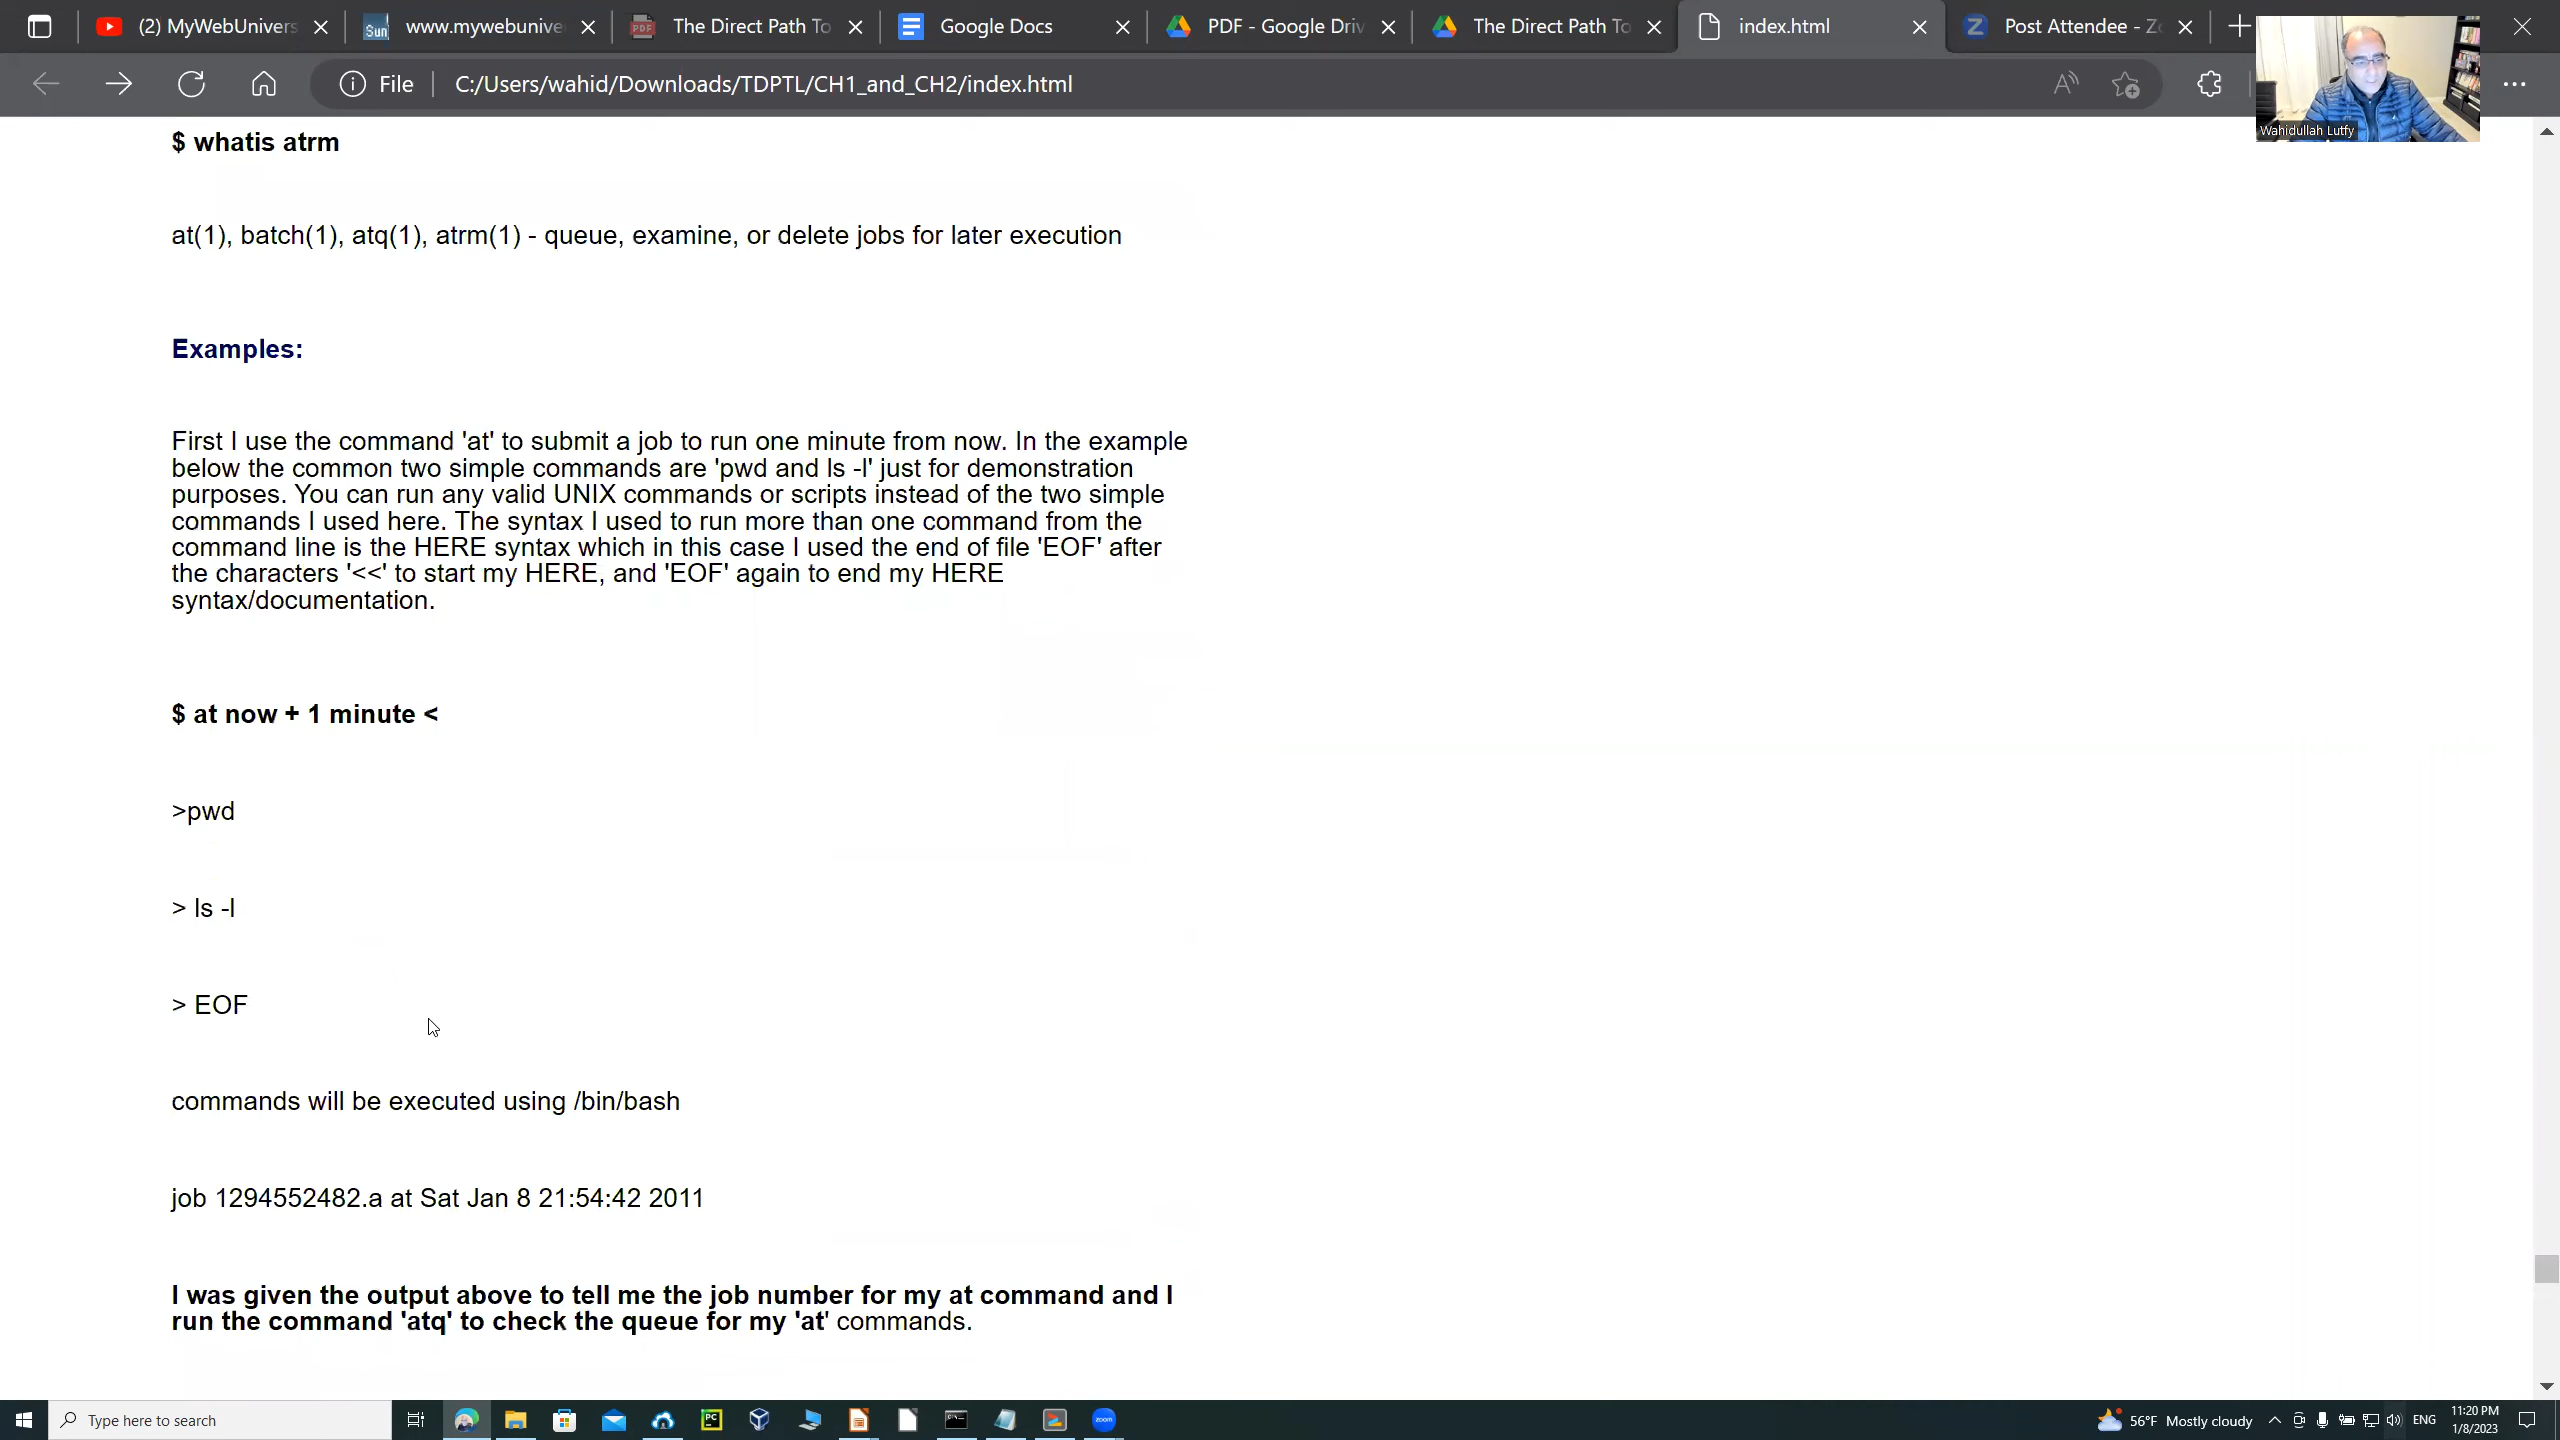 (2) MyWebUnivers
www.mywebunive
The Direct Path To
Google Docs
PDF - Google Driv
The Direct Path To
index.html
Post Attendee - Zo
File
C:/Users/wahid/Downloads/TDPTL/CH1_and_CH2/index.html
Wahidullah Lutfy
$ whatis atrm
at(1), batch(1), atq(1), atrm(1) - queue, examine, or delete jobs for later execution
Examples:
First I use the command 'at' to submit a job to run one minute from now. In the example
below the common two simple commands are 'pwd and ls -l' just for demonstration
purposes. You can run any valid UNIX commands or scripts instead of the two simple
commands I used here. The syntax I used to run more than one command from the
command line is the HERE syntax which in this case I used the end of file 'EOF' after
the characters '<<' to start my HERE, and 'EOF' again to end my HERE
syntax/documentation.
$ at now + 1 minute <
>pwd
> ls -l
> EOF
commands will be executed using /bin/bash
job 1294552482.a at Sat Jan 8 21:54:42 2011
I was given the output above to tell me the job number for my at command and I
run the command 'atq' to check the queue for my 'at' commands.
Type here to search
56°F Mostly cloudy
ENG
11:20 PM
1/8/2023